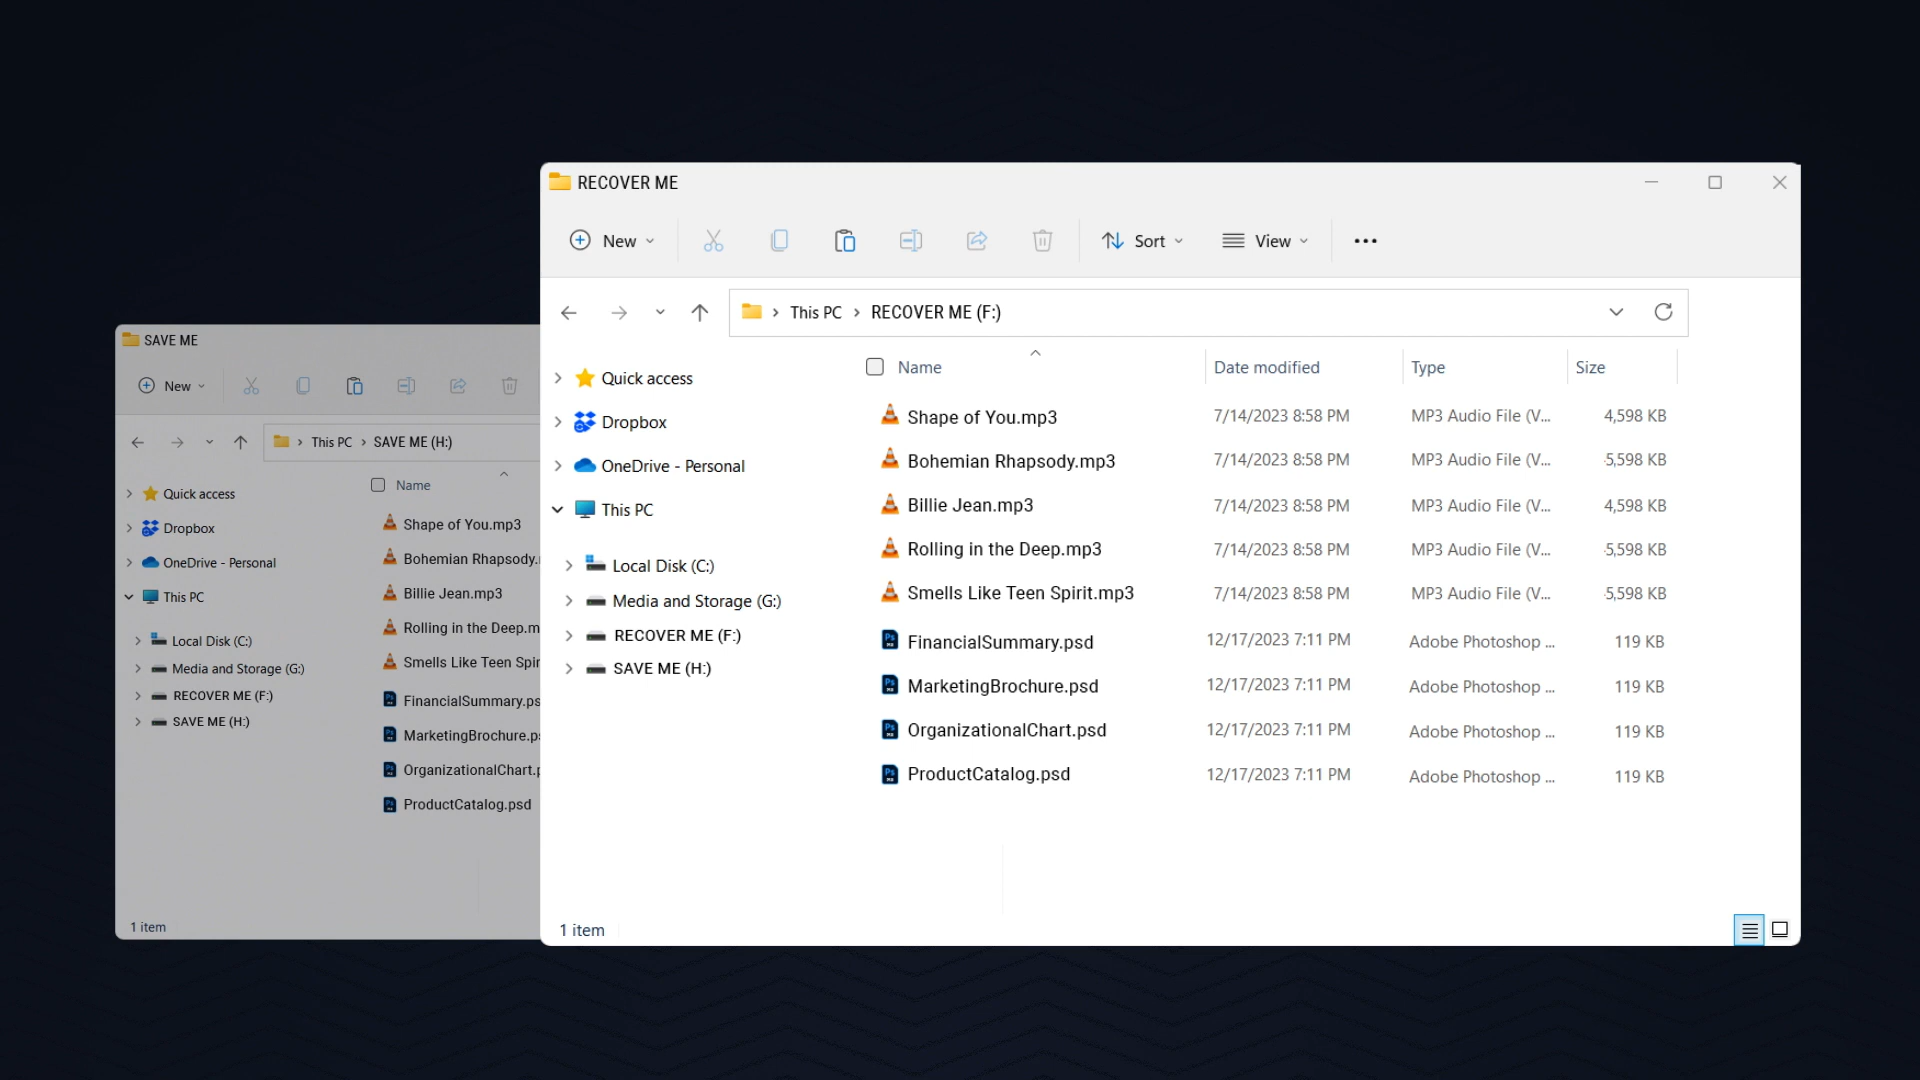 RECOVER ME
New
Sort
View
This PC > RECOVER ME (F:)
Name
Date modified
Type
Size
Quick access
Dropbox
OneDrive - Personal
This PC
Local Disk (C:)
Media and Storage (G:)
RECOVER ME (F:)
SAVE ME (H:)
Shape of You.mp3 7/14/2023 8:58 PM MP3 Audio File (V... 4,598 KB
Bohemian Rhapsody.mp3 7/14/2023 8:58 PM MP3 Audio File (V... 5,598 KB
Billie Jean.mp3 7/14/2023 8:58 PM MP3 Audio File (V... 4,598 KB
Rolling in the Deep.mp3 7/14/2023 8:58 PM MP3 Audio File (V... 5,598 KB
Smells Like Teen Spirit.mp3 7/14/2023 8:58 PM MP3 Audio File (V... 5,598 KB
FinancialSummary.psd 12/17/2023 7:11 PM Adobe Photoshop ... 119 KB
MarketingBrochure.psd 12/17/2023 7:11 PM Adobe Photoshop ... 119 KB
OrganizationalChart.psd 12/17/2023 7:11 PM Adobe Photoshop ... 119 KB
ProductCatalog.psd 12/17/2023 7:11 PM Adobe Photoshop ... 119 KB
1 item
SAVE ME
New
This PC > SAVE ME (H:)
Name
Quick access
Dropbox
OneDrive - Personal
This PC
Local Disk (C:)
Media and Storage (G:)
RECOVER ME (F:)
SAVE ME (H:)
Shape of You.mp3
Bohemian Rhapsody.
Billie Jean.mp3
Rolling in the Deep.m
Smells Like Teen Spir
FinancialSummary.ps
MarketingBrochure.p
OrganizationalChart.
ProductCatalog.psd
1 item